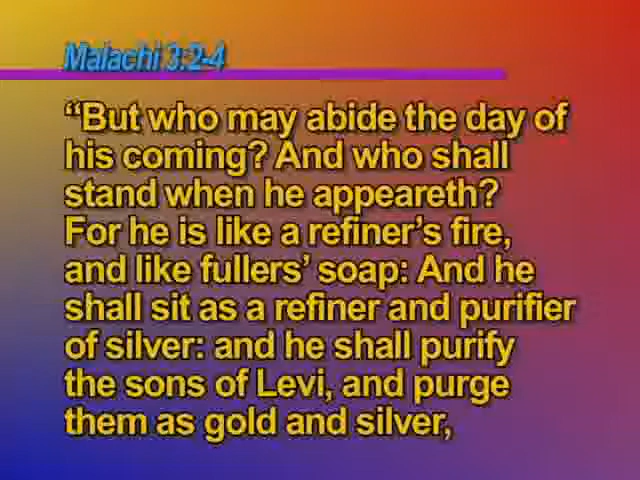 Malachi 3:2-4
“But who may abide the day of
his coming? And who shall
stand when he appeareth?
For he is like a refiner’s fire,
and like fullers’ soap: And he
shall sit as a refiner and purifier
of silver: and he shall purify
the sons of Levi, and purge
them as gold and silver,